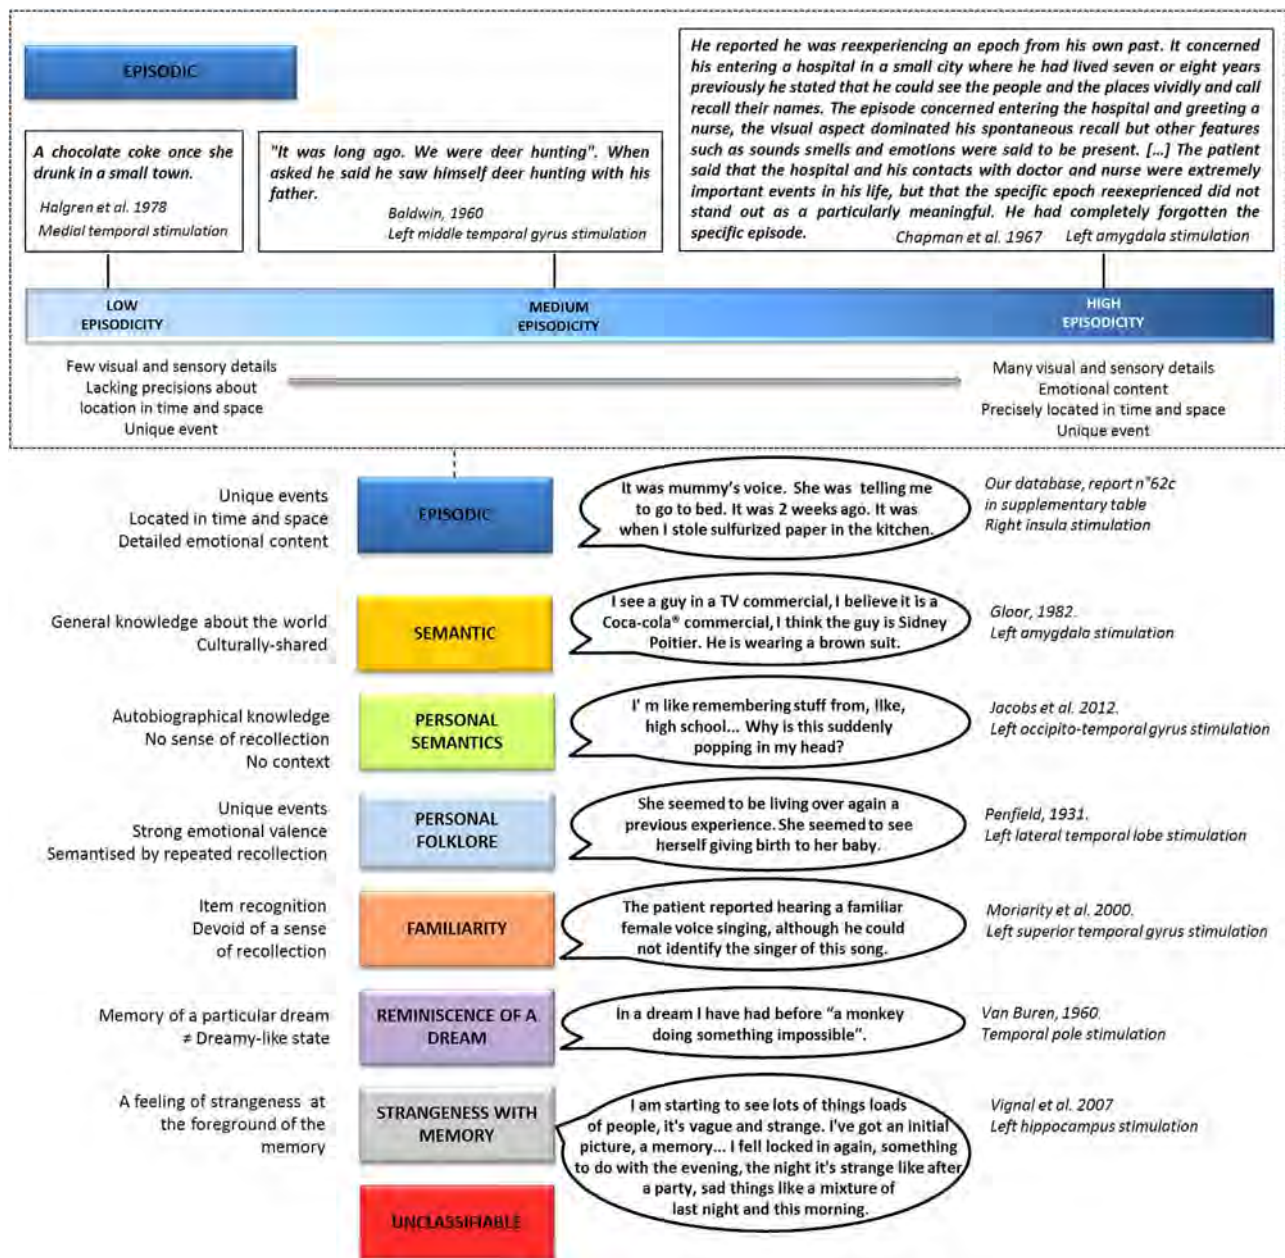 EPISODIC
A chocolate coke once she
drunk in a small town.
Halgren et al. 1978
Medial temporal stimulation
"It was long ago. We were deer hunting". When
asked he said he saw himself deer hunting with his
father.
Baldwin, 1960
Left middle temporal gyrus stimulation
He reported he was reexperiencing an epoch from his own past. It concerned
his entering a hospital in a small city where he had lived seven or eight years
previously he stated that he could see the people and the places vividly and call
recall their names. The episode concerned entering the hospital and greeting a
nurse, the visual aspect dominated his spontaneous recall but other features
such as sounds smells and emotions were said to be present. [...] The patient
said that the hospital and his contacts with doctor and nurse were extremely
important events in his life, but that the specific epoch reexeprienced did not
stand out as a particularly meaningful. He had completely forgotten the
specific episode.
Chapman et al. 1967 Left amygdala stimulation
LOW
EPISODICITY
MEDIUM
EPISODICITY
HIGH
EPISODICITY
Few visual and sensory details
Lacking precisions about
location in time and space
Unique event
Many visual and sensory details
Emotional content
Precisely located in time and space
Unique event
Unique events
Located in time and space
Detailed emotional content
EPISODIC
It was mummy's voice. She was telling me
to go to bed. It was 2 weeks ago. It was
when I stole sulfurized paper in the kitchen.
Our database, report n°62c
in supplementary table
Right insula stimulation
General knowledge about the world
Culturally-shared
SEMANTIC
I see a guy in a TV commercial, I believe it is a
Coca-cola® commercial, I think the guy is Sidney
Poitier. He is wearing a brown suit.
Gloor, 1982.
Left amygdala stimulation
Autobiographical knowledge
No sense of recollection
No context
PERSONAL
SEMANTICS
I' m like remembering stuff from, like,
high school... Why is this suddenly
popping in my head?
Jacobs et al. 2012.
Left occipito-temporal gyrus stimulation
Unique events
Strong emotional valence
Semantised by repeated recollection
PERSONAL
FOLKLORE
She seemed to be living over again a
previous experience. She seemed to see
herself giving birth to her baby.
Penfield, 1931.
Left lateral temporal lobe stimulation
Item recognition
Devoid of a sense
of recollection
FAMILIARITY
The patient reported hearing a familiar
female voice singing, although he could
not identify the singer of this song.
Moriarity et al. 2000.
Left superior temporal gyrus stimulation
Memory of a particular dream
≠ Dreamy-like state
REMINISCENCE OF A
DREAM
In a dream I have had before “a monkey
doing something impossible”.
Van Buren, 1960.
Temporal pole stimulation
A feeling of strangeness at
the foreground of the
memory
STRANGENESS WITH
MEMORY
I am starting to see lots of things loads
of people, it's vague and strange. I've got an initial
picture, a memory... I fell locked in again, something
to do with the evening, the night it's strange like after
a party, sad things like a mixture of
last night and this morning.
Vignal et al. 2007
Left hippocampus stimulation
UNCLASSIFIABLE